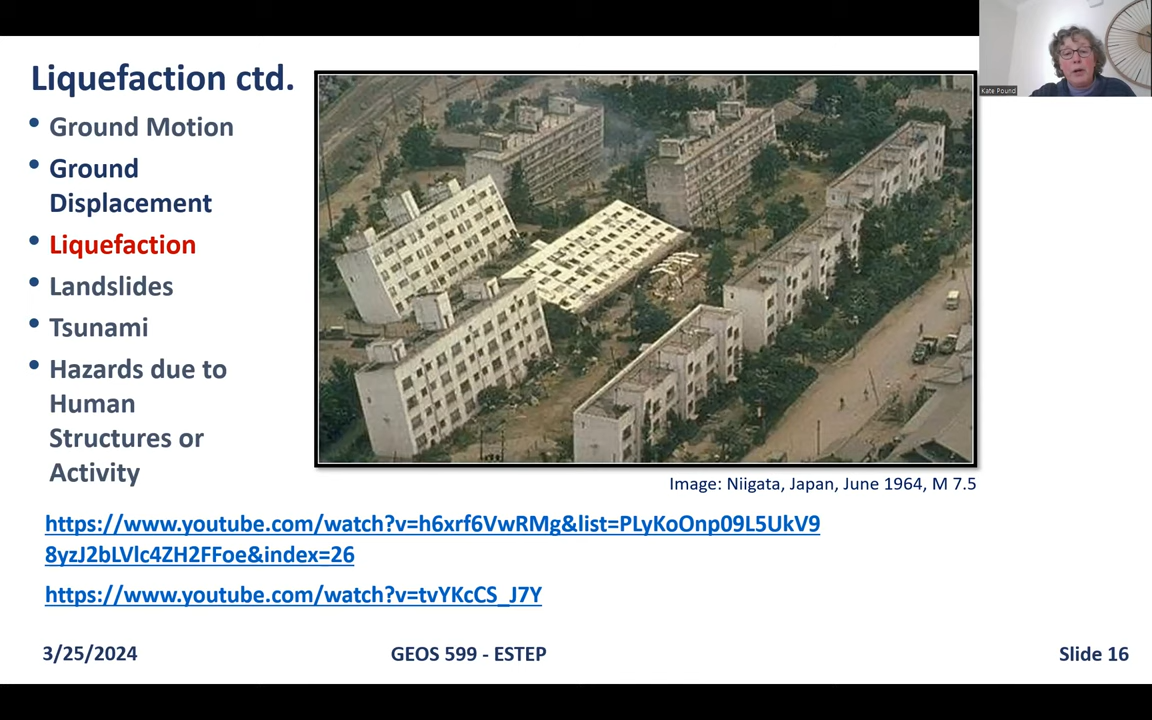 Liquefaction ctd.
• Ground Motion
• Ground
Displacement
• Liquefaction
• Landslides
• Tsunami
• Hazards due to
Human
Structures or
Activity
Kate Pound
Image: Niigata, Japan, June 1964, M 7.5
https://www.youtube.com/watch?v=h6xrf6VwRMg&list=PLyKoOnp09L5UkV9
8yzJ2bLVlc4ZH2FFoe&index=26
https://www.youtube.com/watch?v=tvYKcCS_J7Y
3/25/2024
GEOS 599 - ESTEP
Slide 16